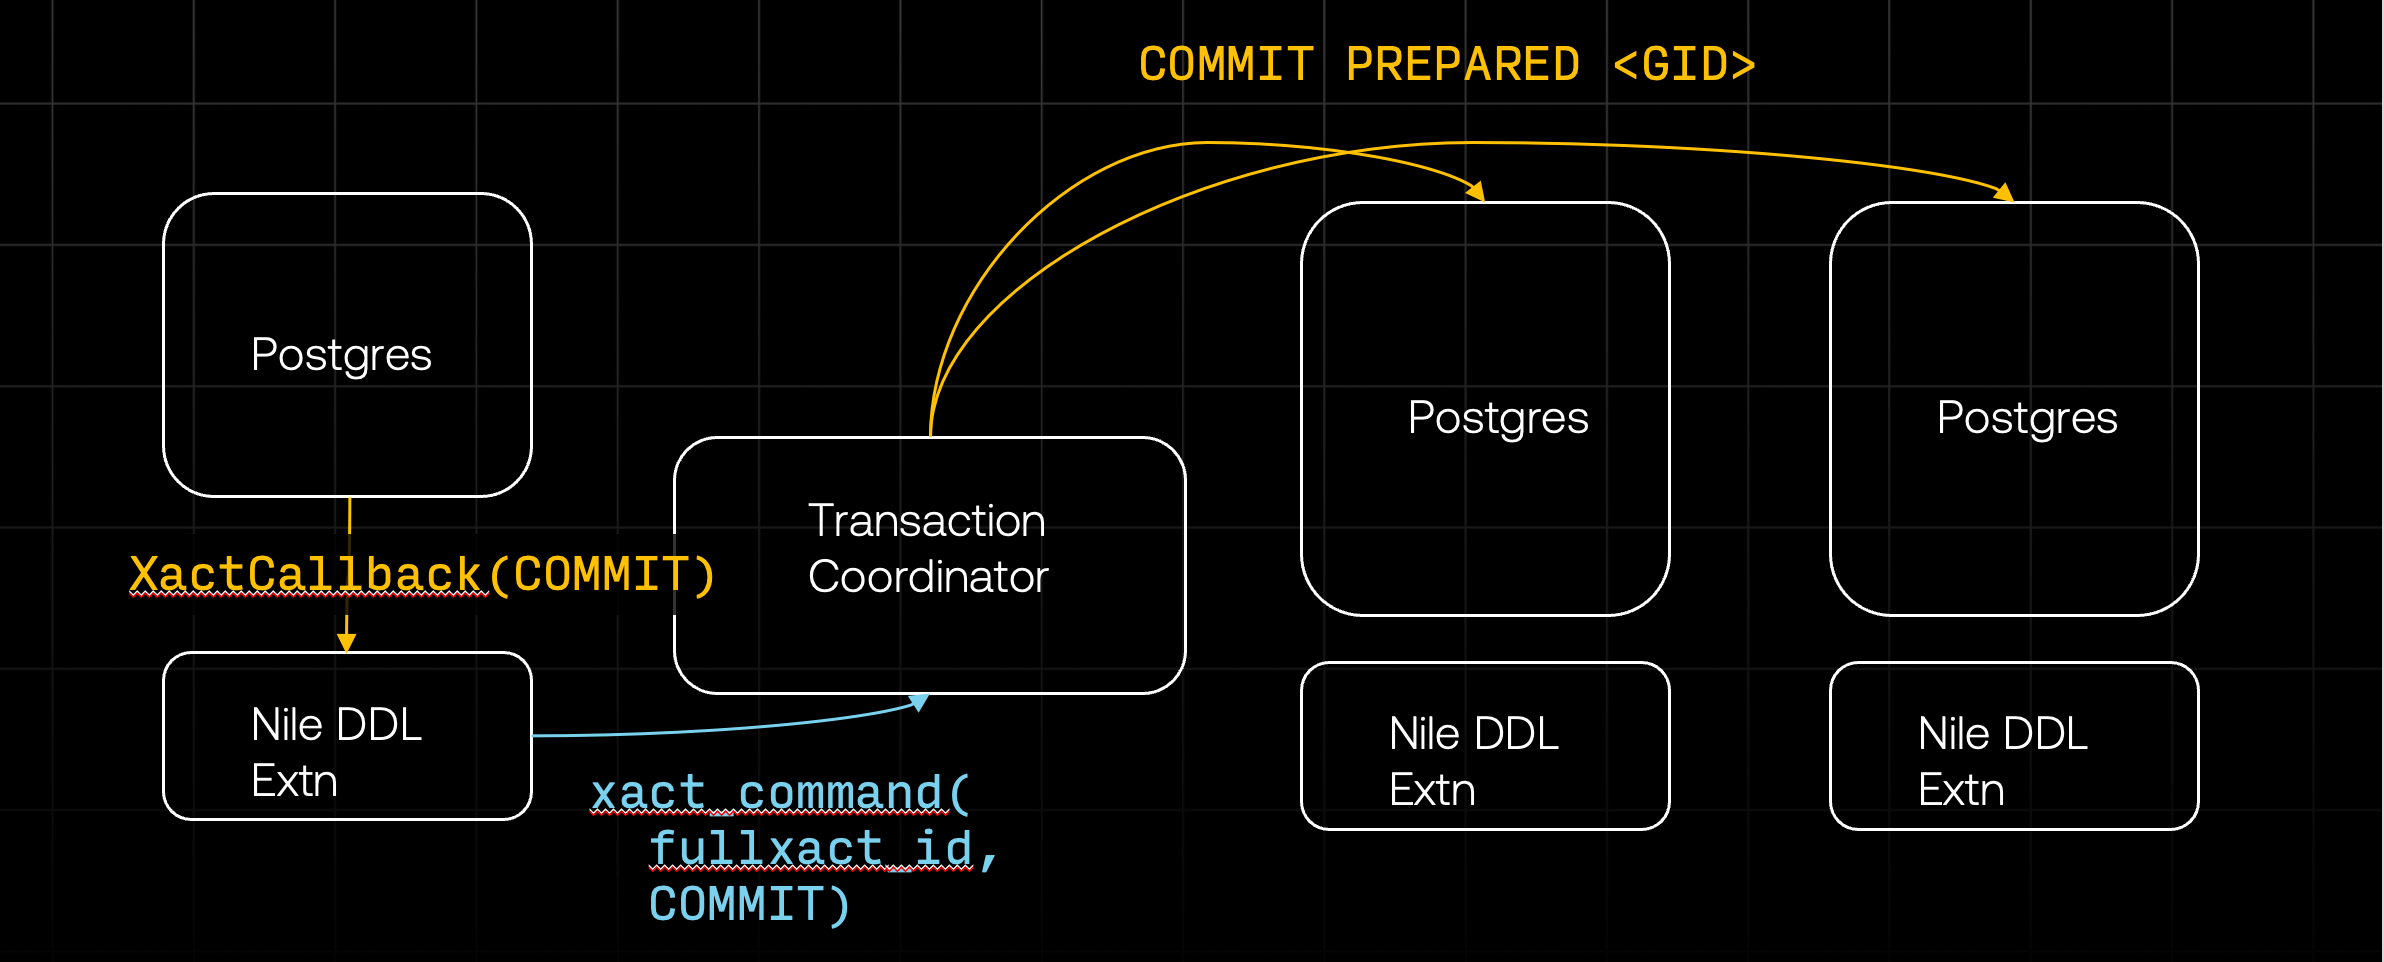 COMMIT PREPARED <GID>
Postgres
XactCallback(COMMIT)
Nile DDL
Extn
Transaction
Coordinator
xact_command(
fullxact_id,
COMMIT)
Postgres
Nile DDL
Extn
Postgres
Nile DDL
Extn